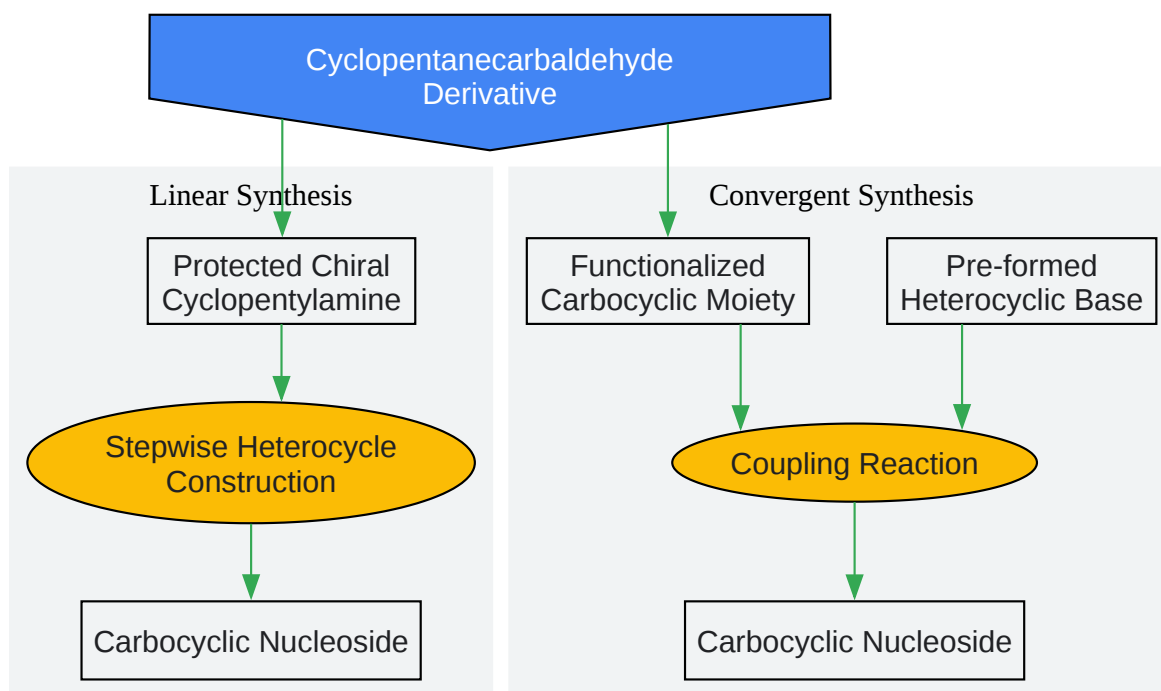 Cyclopentanecarbaldehyde
Derivative
Linear Synthesis
Protected Chiral
Cyclopentylamine
Stepwise Heterocycle
Construction
Carbocyclic Nucleoside
Convergent Synthesis
Functionalized
Carbocyclic Moiety
Pre-formed
Heterocyclic Base
Coupling Reaction
Carbocyclic Nucleoside